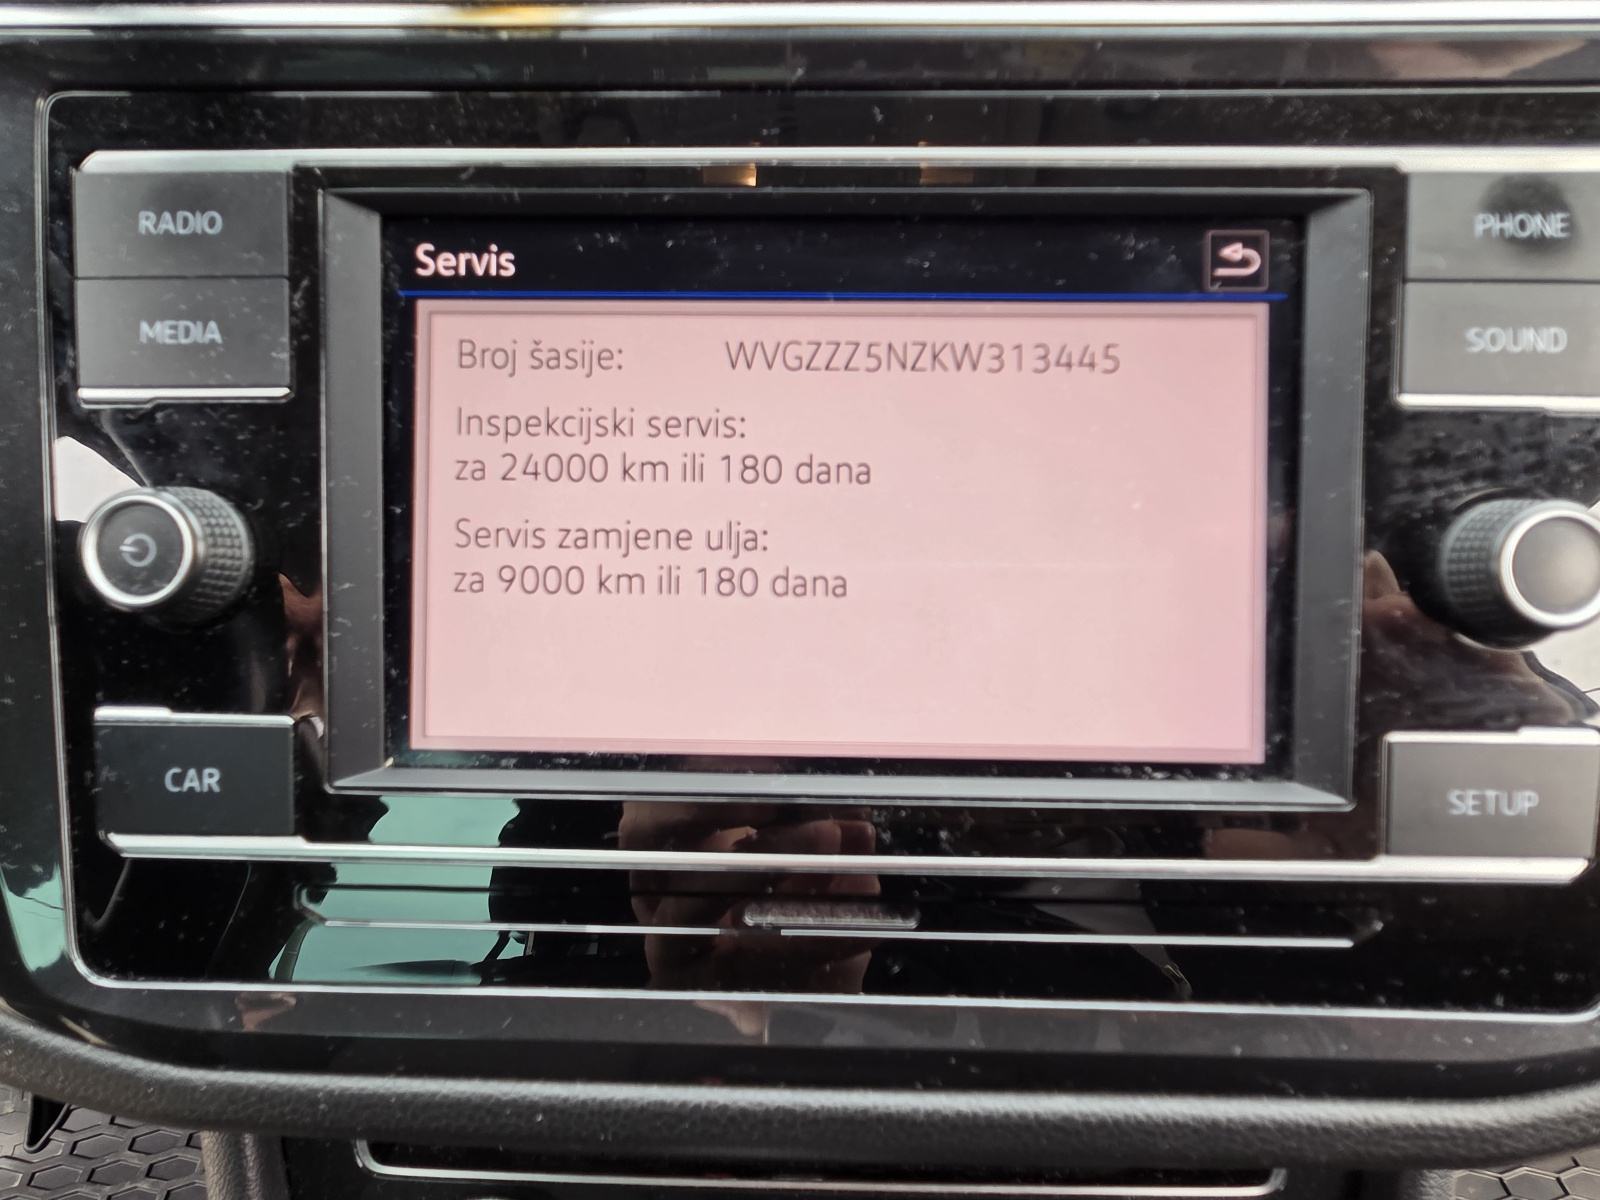 RADIO
MEDIA
CAR
Servis
Broj šasije: WVGZZZ5NZKW313445
Inspekcijski servis:
za 24000 km ili 180 dana
Servis zamjene ulja:
za 9000 km ili 180 dana
PHONE
SOUND
SETUP